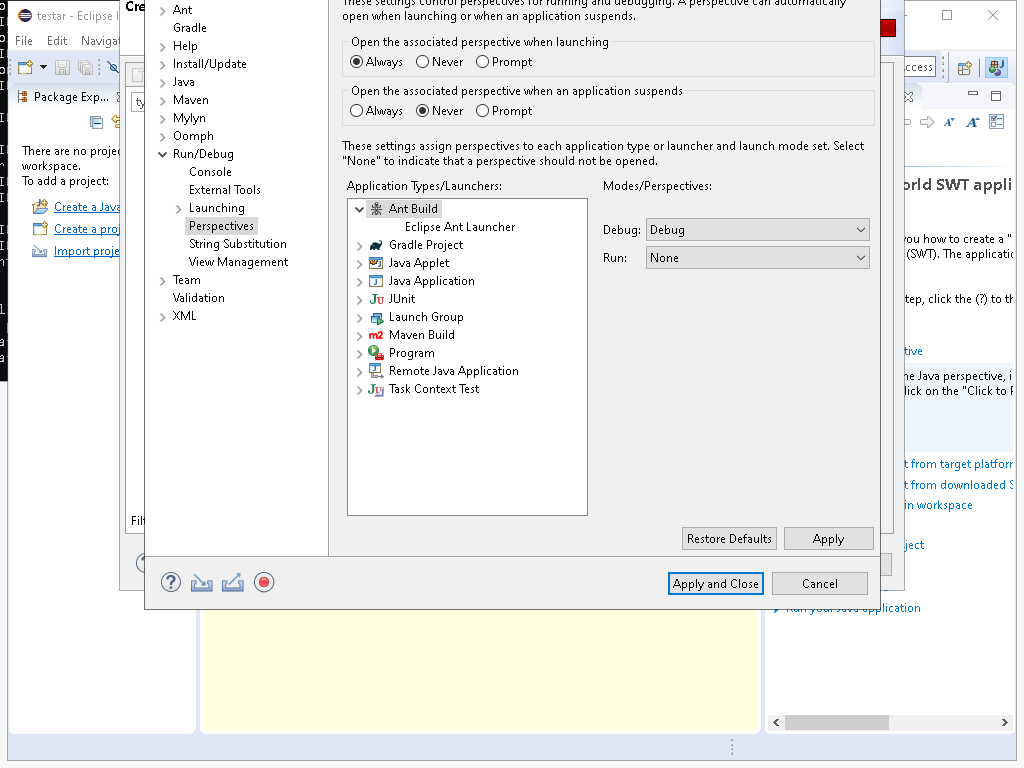 testar - Eclipse
Cre
File Edit Navigat
Package Exp...
There are no proje
workspace.
To add a project:
Create a Java
Create a proj
Import proje
ty
Filt
Ant
Gradle
Help
Install/Update
Java
Maven
Mylyn
Oomph
Run/Debug
Console
External Tools
Launching
Perspectives
String Substitution
View Management
Team
Validation
XML
These settings control perspectives for running and debugging. A perspective can automatically
open when launching or when an application suspends.
Open the associated perspective when launching
Always Never Prompt
Open the associated perspective when an application suspends
Always Never Prompt
These settings assign perspectives to each application type or launcher and launch mode set. Select
"None" to indicate that a perspective should not be opened.
Application Types/Launchers:
Ant Build
Eclipse Ant Launcher
Gradle Project
Java Applet
Java Application
JUnit
Launch Group
Maven Build
Program
Remote Java Application
Task Context Test
Modes/Perspectives:
Debug: Debug
Run: None
Restore Defaults Apply
Apply and Close Cancel
ccess
orld SWT appli
you how to create a "
(SWT). The applicatic
tep, click the (?) to th
tive
he Java perspective, i
lick on the "Click to P
t from target platforn
t from downloaded S
in workspace
ject
Run your Java application